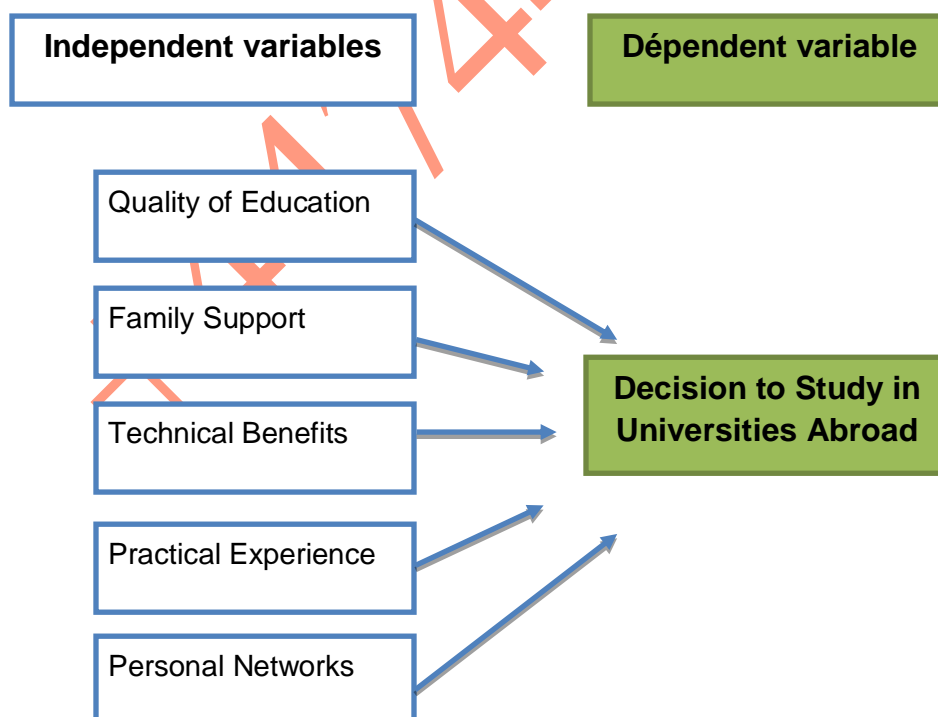 Independent variables
Dépendent variable
Quality of Education
Family Support
Technical Benefits
Practical Experience
Personal Networks
Decision to Study in
Universities Abroad